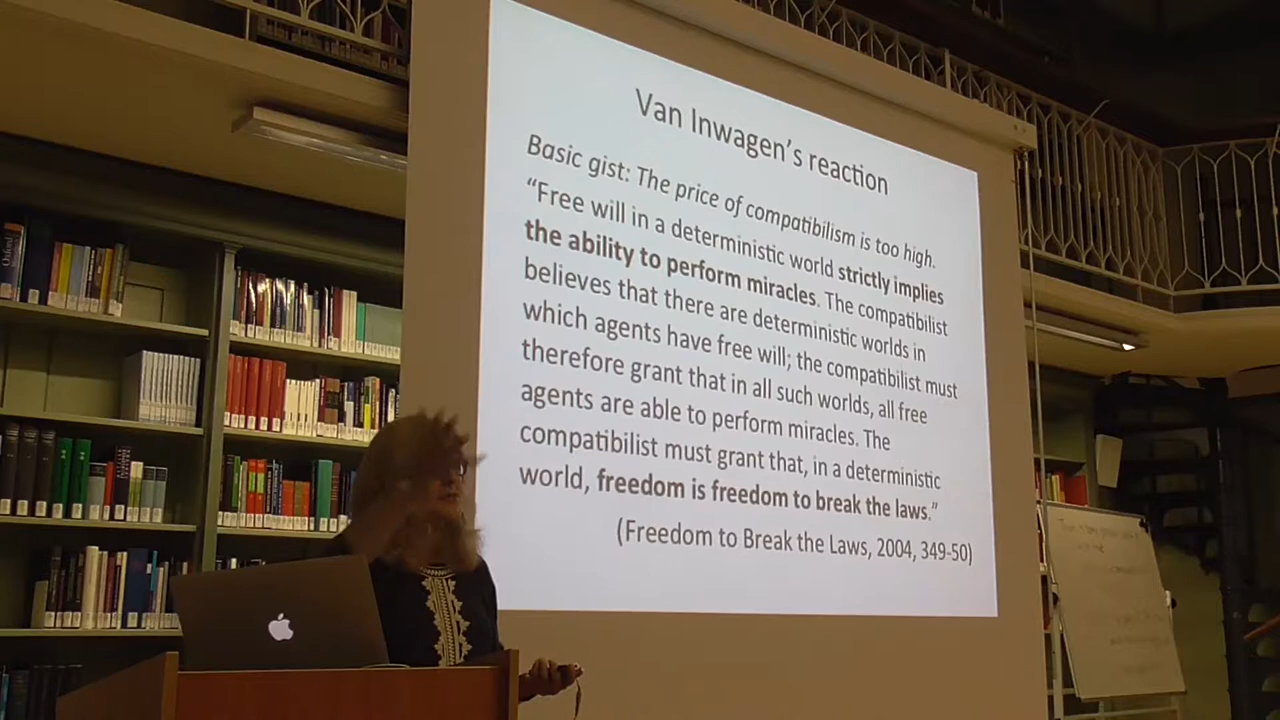 Van Inwagen's reaction
Basic gist: The price of compatibilism is too high.
“Free will in a deterministic world strictly implies
the ability to perform miracles. The compatibilist
believes that there are deterministic worlds in
which agents have free will; the compatibilist must
therefore grant that in all such worlds, all free
agents are able to perform miracles. The
compatibilist must grant that, in a deterministic
world, freedom is freedom to break the laws.”
(Freedom to Break the Laws, 2004, 349-50)
Oxford